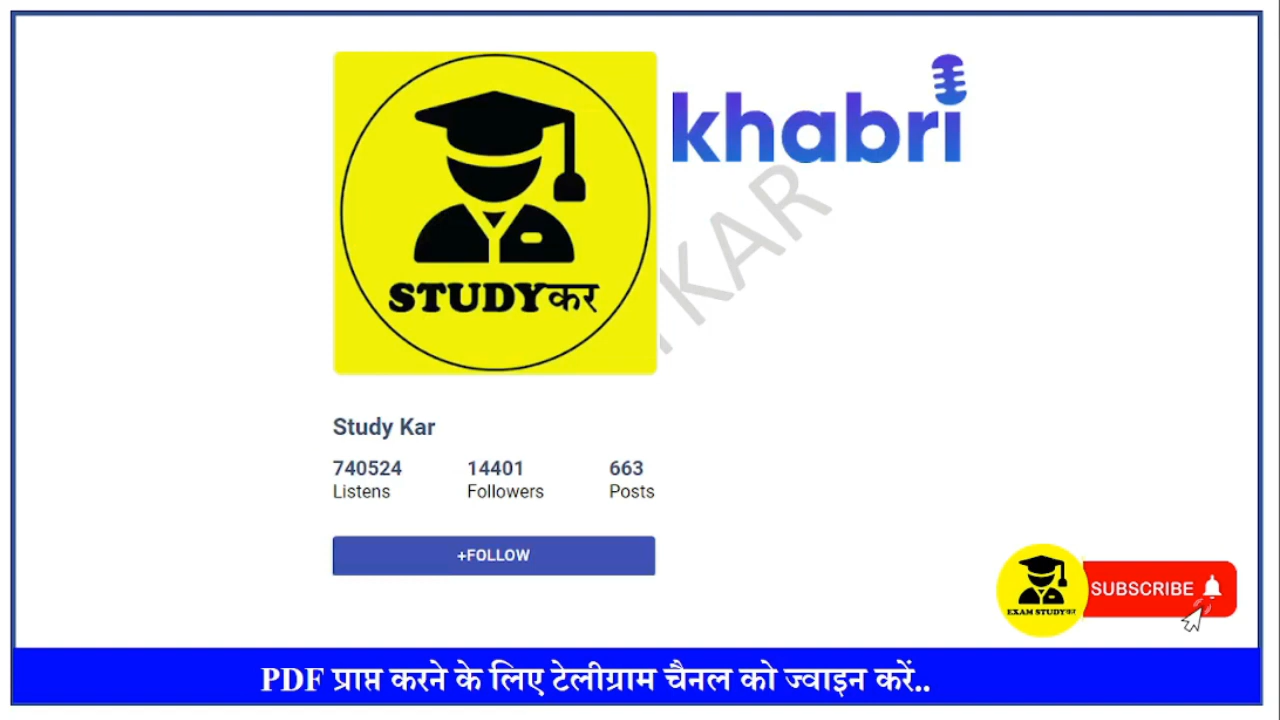 khabri
KAR
STUDYकर
Study Kar
740524 14401 663
Listens Followers Posts
+FOLLOW
EXAM STUDYकर
SUBSCRIBE
PDF प्राप्त करने के लिए टेलीग्राम चैनल को ज्वाइन करें..